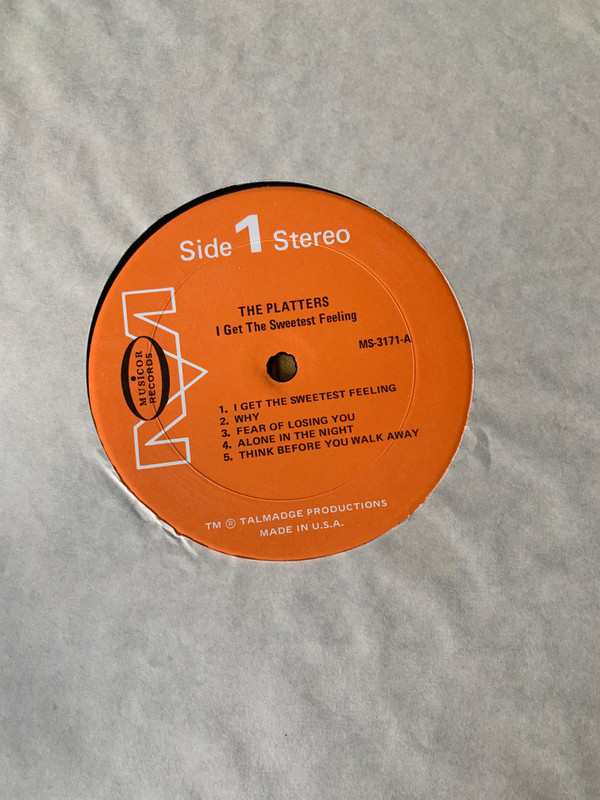 Side 1 Stereo
THE PLATTERS
I Get The Sweetest Feeling
MS-3171-A
MUSICOR
RECORDS
1. I GET THE SWEETEST FEELING
2. WHY
3. FEAR OF LOSING YOU
4. ALONE IN THE NIGHT
5. THINK BEFORE YOU WALK AWAY
TM ® TALMADGE PRODUCTIONS
MADE IN U.S.A.